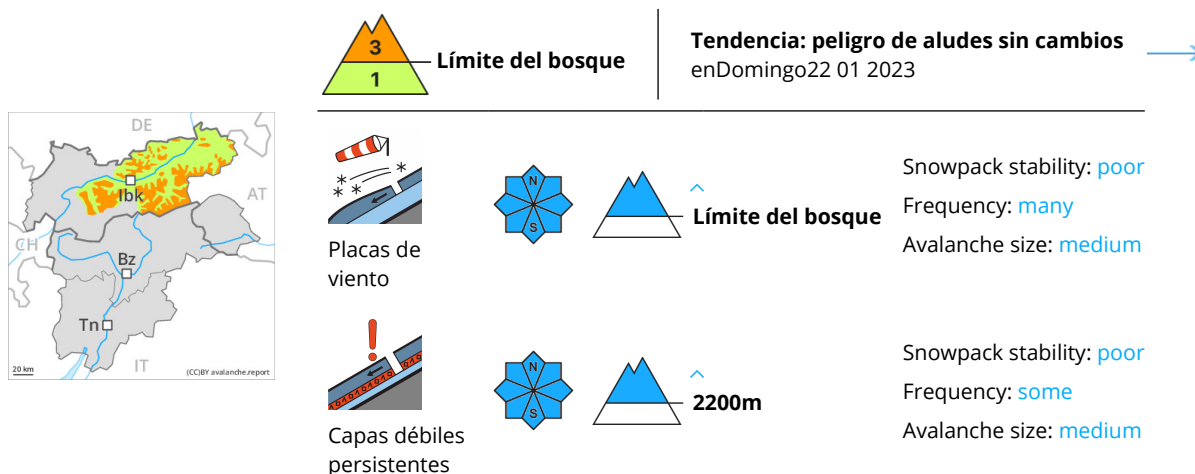 3
1
Límite del bosque
Tendencia: peligro de aludes sin cambios
enDomingo22 01 2023
DE
Ibk
AT
CH
Bz
Tn
IT
20 km
(CC)BY avalanche.report
N
S
Límite del bosque
Placas de
viento
Snowpack stability: poor
Frequency: many
Avalanche size: medium
N
S
2200m
Capas débiles
persistentes
Snowpack stability: poor
Frequency: some
Avalanche size: medium